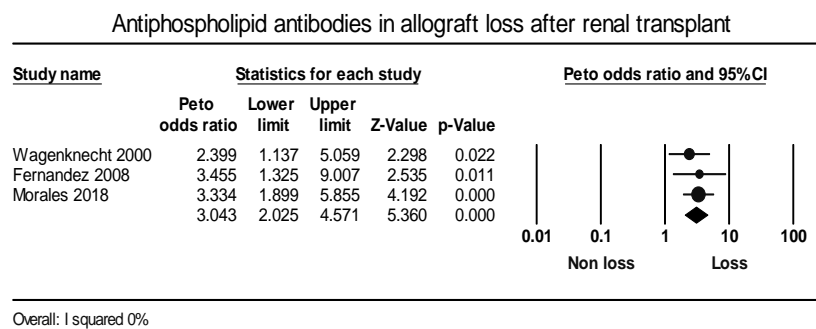 Antiphospholipid antibodies in allograft loss after renal transplant
Study name Statistics for each study Peto odds ratio and 95%CI
Peto Lower Upper
odds ratio limit limit Z-Value p-Value
Wagenknecht 2000 2.399 1.137 5.059 2.298 0.022
Fernandez 2008 3.455 1.325 9.007 2.535 0.011
Morales 2018 3.334 1.899 5.855 4.192 0.000
3.043 2.025 4.571 5.360 0.000
0.01 0.1 1 10 100
Non loss Loss
Overall: I squared 0%